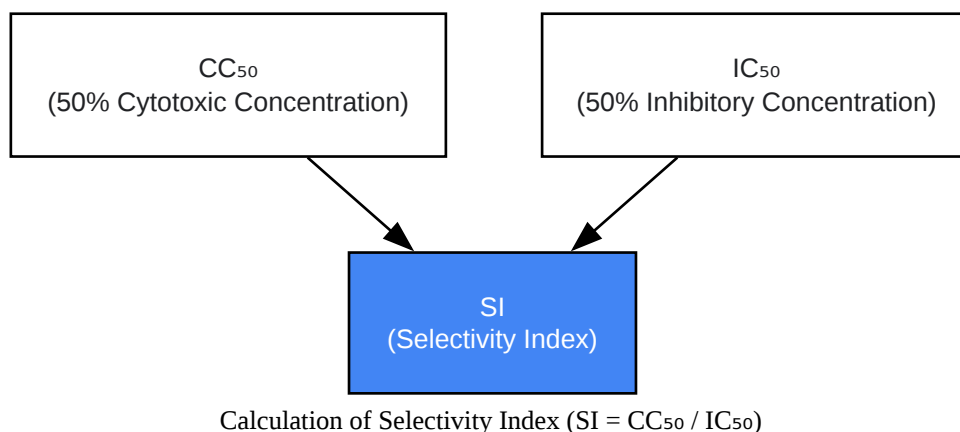 CC₅₀
(50% Cytotoxic Concentration)
IC₅₀
(50% Inhibitory Concentration)
SI
(Selectivity Index)
Calculation of Selectivity Index (SI = CC₅₀ / IC₅₀)